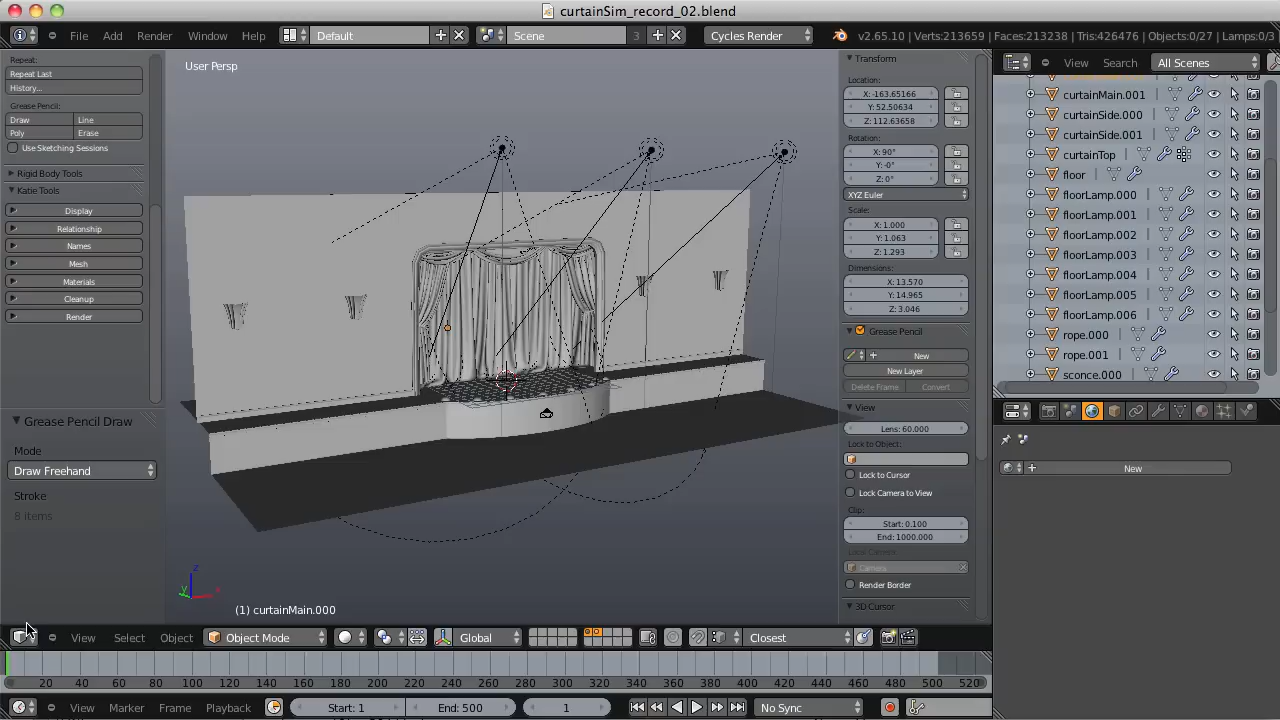 curtainSim_record_02.blend
File Add Render Window Help Default Scene 3 Cycles Render v2.65.10 | Verts:213659 | Faces:213238 | Tris:426476 | Objects:0/27 | Lamps:0/3
Repeat:
Repeat Last
History...
Grease Pencil:
Draw Line
Poly Erase
Use Sketching Sessions
Rigid Body Tools
Katie Tools
Display
Relationship
Names
Mesh
Materials
Cleanup
Render
Grease Pencil Draw
Mode
Draw Freehand
Stroke
8 items
User Persp
(1) curtainMain.000
z
y
x
Transform
Location:
X: -163.65166
Y: 52.50634
Z: 112.63658
Rotation:
X: 90°
Y: -0°
Z: 0°
XYZ Euler
Scale:
X: 1.000
Y: 1.063
Z: 1.293
Dimensions:
X: 13.570
Y: 14.965
Z: 3.046
Grease Pencil
New
New Layer
Delete Frame Convert
View
Lens: 60.000
Lock to Object:
Lock to Cursor
Lock Camera to View
Clip:
Start: 0.100
End: 1000.000
Local Camera:
Camera
Render Border
3D Cursor
View Search All Scenes
curtainMain.001
curtainSide.000
curtainSide.001
curtainTop
floor
floorLamp.000
floorLamp.001
floorLamp.002
floorLamp.003
floorLamp.004
floorLamp.005
floorLamp.006
rope.000
rope.001
sconce.000
New
View Select Object Object Mode Global Closest
20 40 60 80 100 120 140 160 180 200 220 240 260 280 300 320 340 360 380 400 420 440 460 480 500 520
View Marker Frame Playback Start: 1 End: 500 1 No Sync